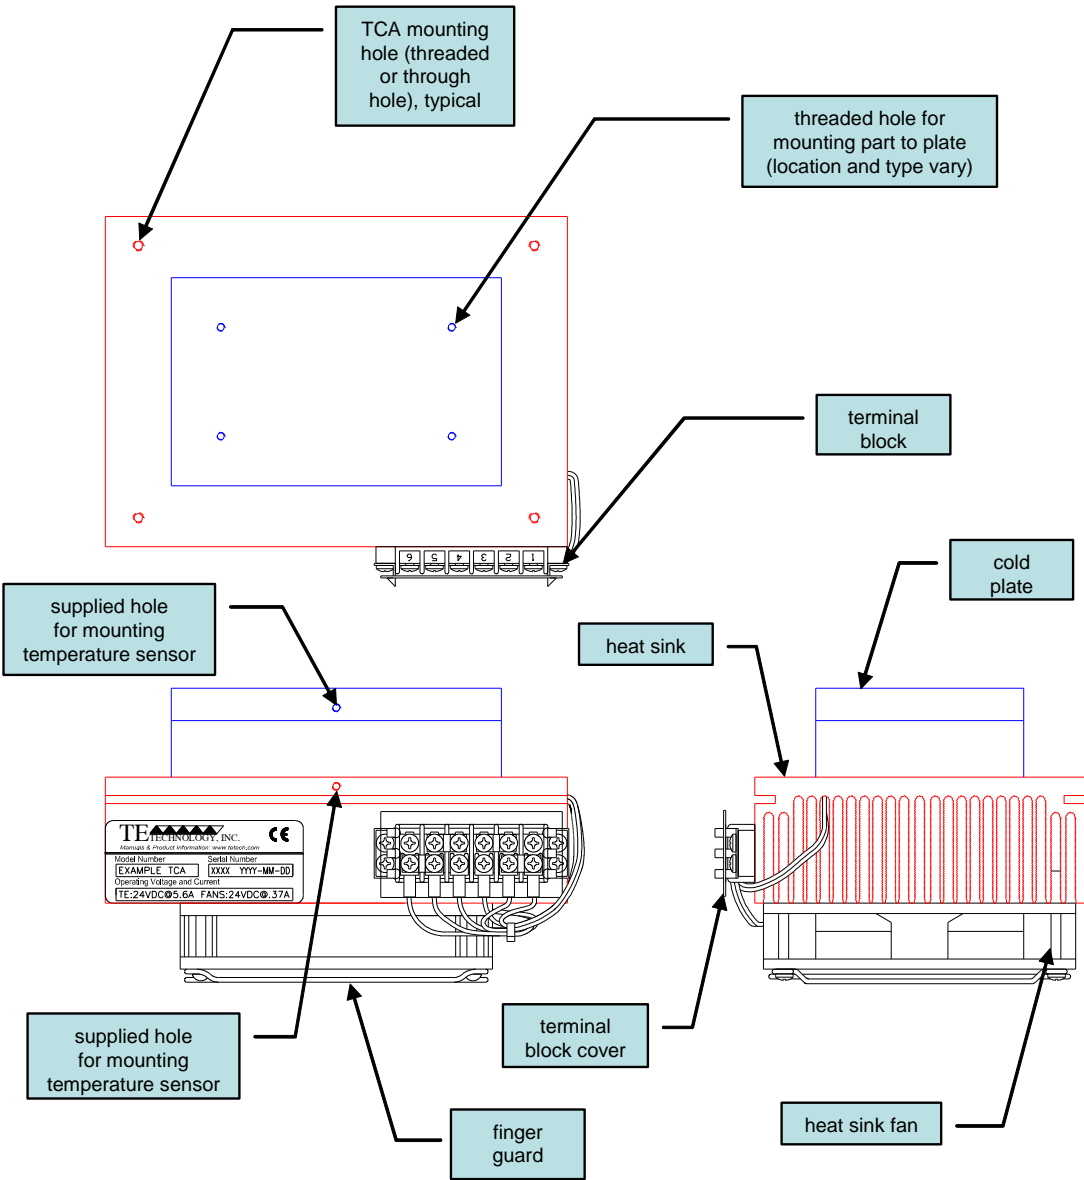 TCA mounting
hole (threaded
or through
hole), typical
threaded hole for
mounting part to plate
(location and type vary)
terminal
block
6 5 4 3 2 1
cold
plate
supplied hole
for mounting
temperature sensor
heat sink
TE TECHNOLOGY, INC. CE
Manuals & Product Information: www.tetech.com
Model Number Serial Number
EXAMPLE TCA XXXX YYYY-MM-DD
Operating Voltage and Current
TE:24VDC@5.6A FANS:24VDC@.37A
supplied hole
for mounting
temperature sensor
terminal
block cover
finger
guard
heat sink fan